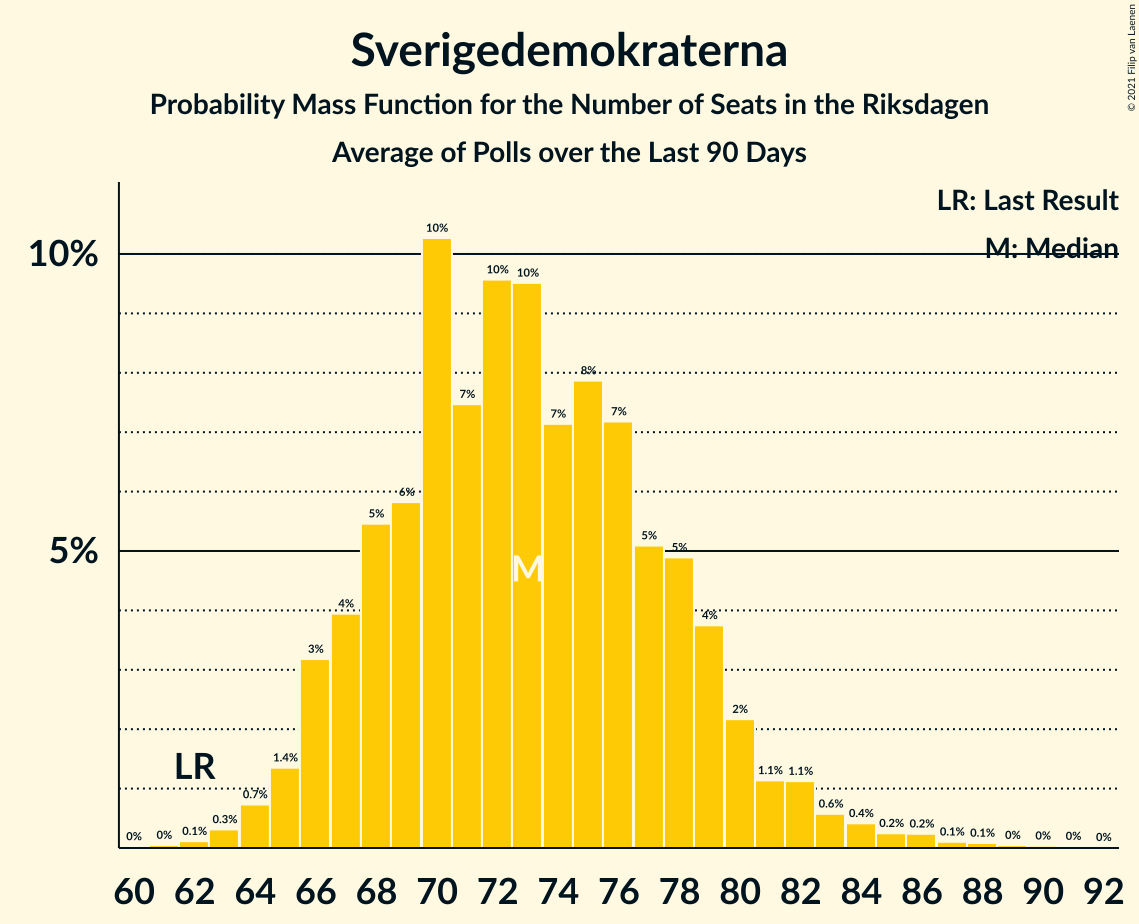 Sverigedemokraterna
Probability Mass Function for the Number of Seats in the Riksdagen
Average of Polls over the Last 90 Days
© 2021 Filip van Laenen
LR: Last Result
M: Median
10%
5%
0% 0% 0.1% 0.3% 0.7% 1.4% 3% 4% 5% 6% 10% 7% 10% 10% 7% 8% 7% 5% 5% 4% 2% 1.1% 1.1% 0.6% 0.4% 0.2% 0.2% 0.1% 0.1% 0% 0% 0% 0%
LR
M
60 62 64 66 68 70 72 74 76 78 80 82 84 86 88 90 92